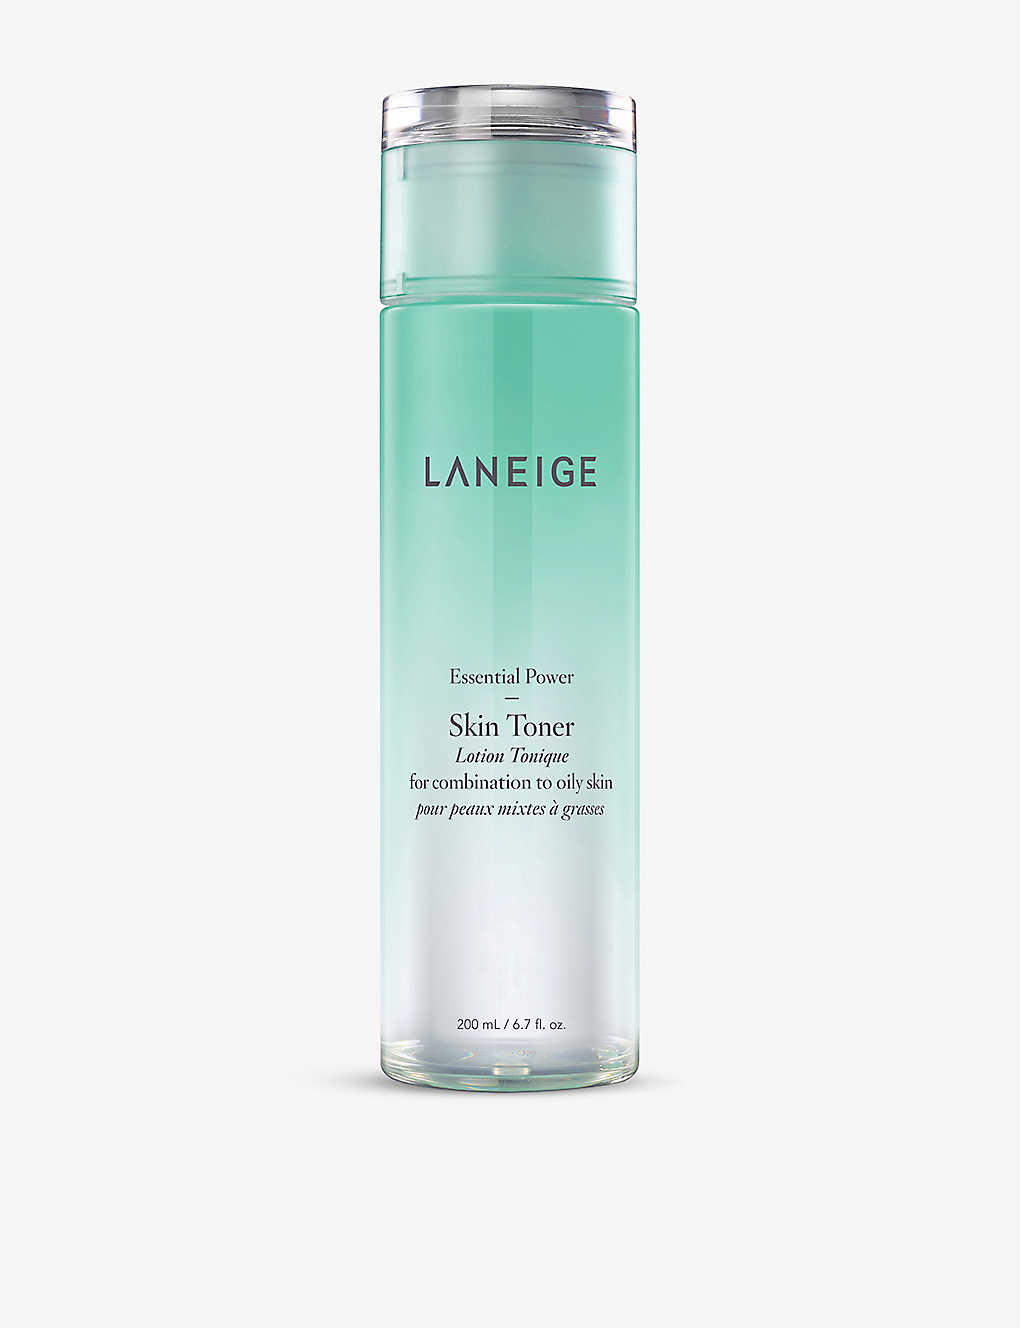 LANEIGE
Essential Power
Skin Toner
Lotion Tonique
for combination to oily skin
pour peaux mixtes à grasses
200 mL / 6.7 fl. oz.